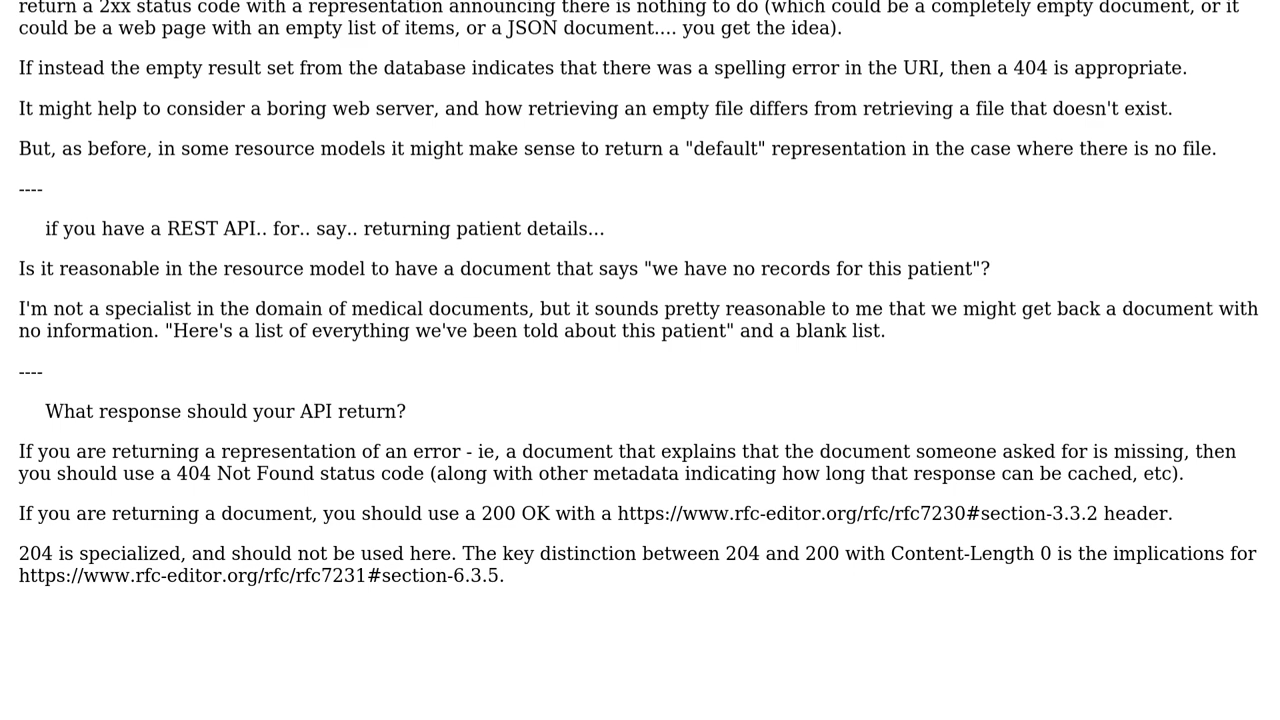 return a 2xx status code with a representation announcing there is nothing to do (which could be a completely empty document, or it
could be a web page with an empty list of items, or a JSON document.... you get the idea).
If instead the empty result set from the database indicates that there was a spelling error in the URI, then a 404 is appropriate.
It might help to consider a boring web server, and how retrieving an empty file differs from retrieving a file that doesn't exist.
But, as before, in some resource models it might make sense to return a "default" representation in the case where there is no file.
----
if you have a REST API.. for.. say.. returning patient details...
Is it reasonable in the resource model to have a document that says "we have no records for this patient"?
I'm not a specialist in the domain of medical documents, but it sounds pretty reasonable to me that we might get back a document with
no information. "Here's a list of everything we've been told about this patient" and a blank list.
----
What response should your API return?
If you are returning a representation of an error - ie, a document that explains that the document someone asked for is missing, then
you should use a 404 Not Found status code (along with other metadata indicating how long that response can be cached, etc).
If you are returning a document, you should use a 200 OK with a https://www.rfc-editor.org/rfc/rfc7230#section-3.3.2 header.
204 is specialized, and should not be used here. The key distinction between 204 and 200 with Content-Length 0 is the implications for
https://www.rfc-editor.org/rfc/rfc7231#section-6.3.5.